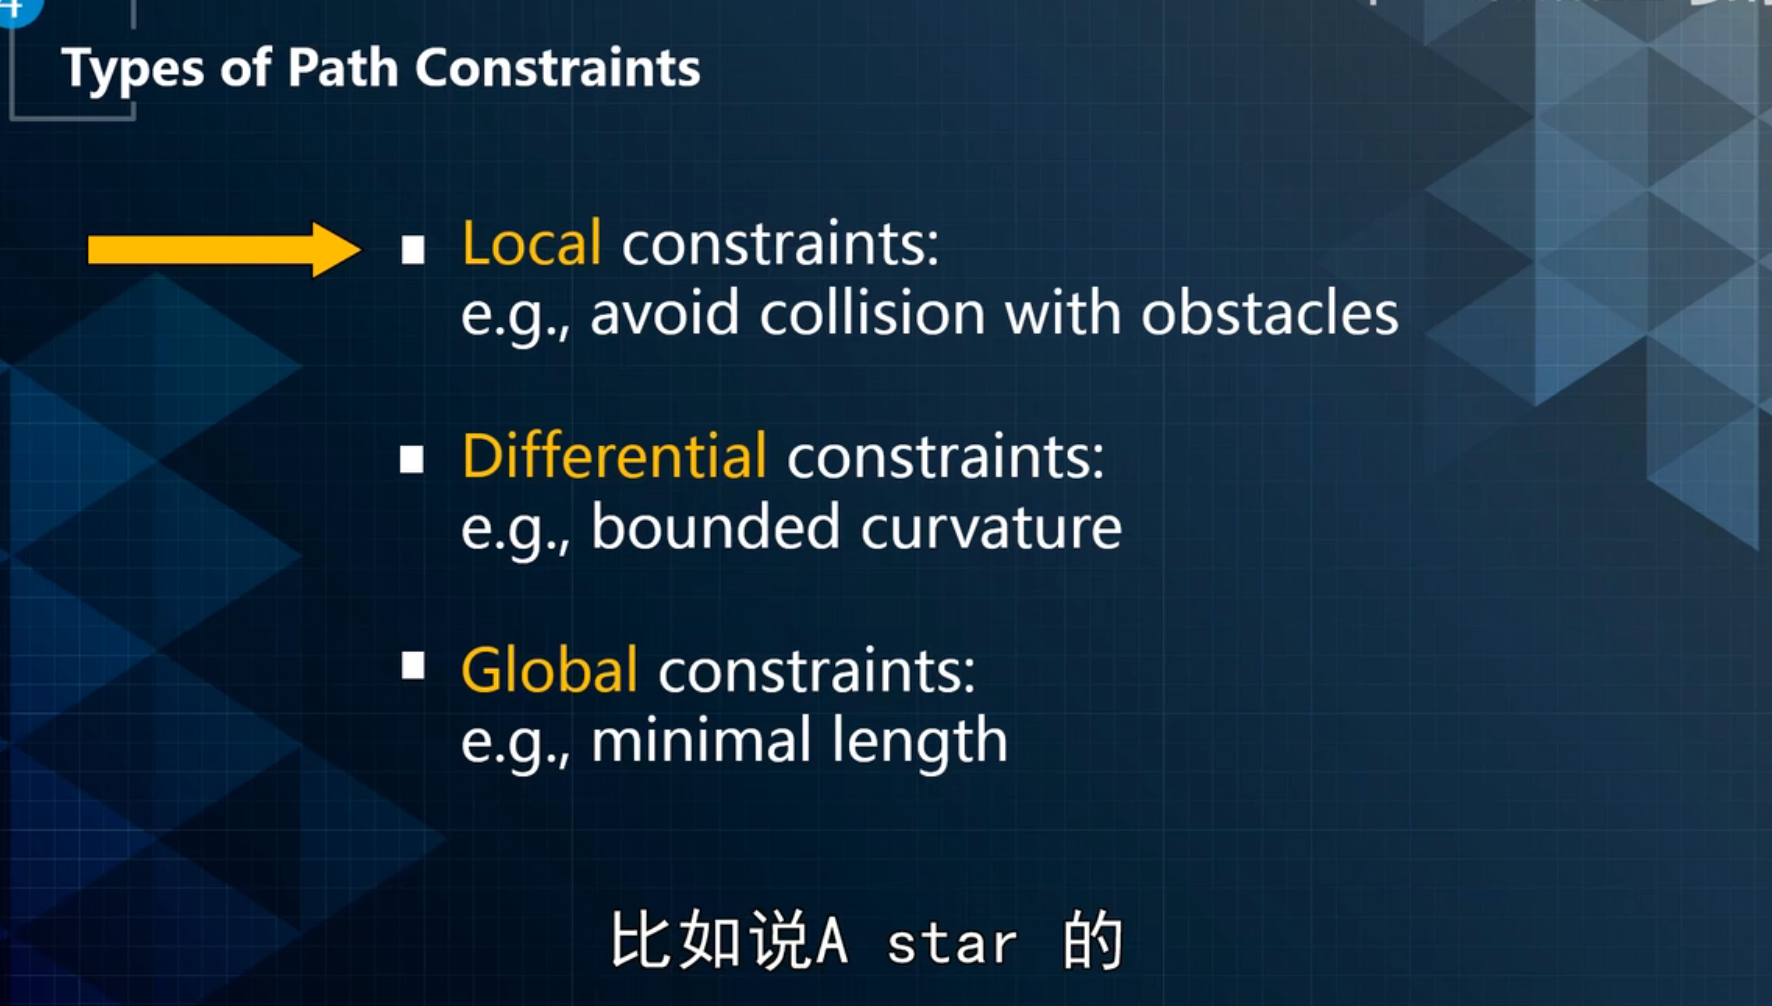 4
Types of Path Constraints
Local constraints:
e.g., avoid collision with obstacles
Differential constraints:
e.g., bounded curvature
Global constraints:
e.g., minimal length
比如说A star 的